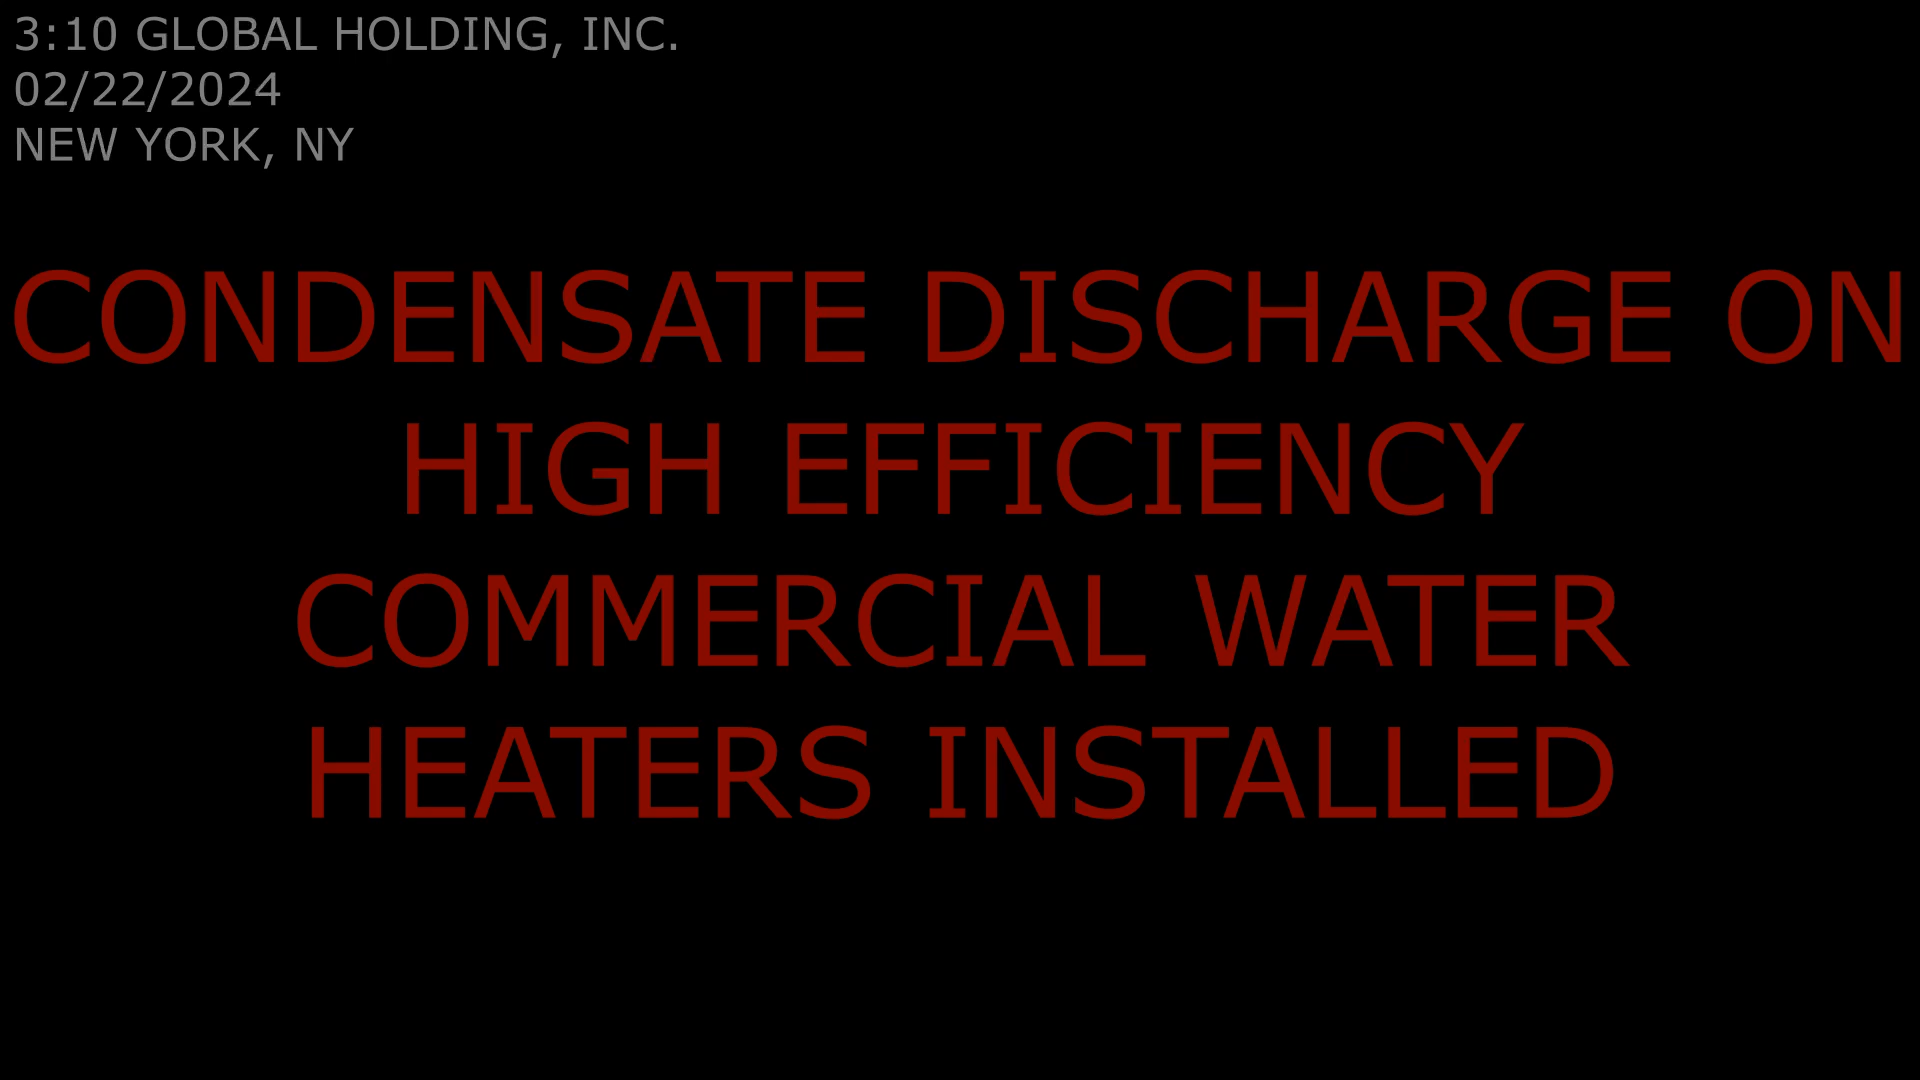 3:10 GLOBAL HOLDING, INC.
02/22/2024
NEW YORK, NY
CONDENSATE DISCHARGE ON
HIGH EFFICIENCY
COMMERCIAL WATER
HEATERS INSTALLED